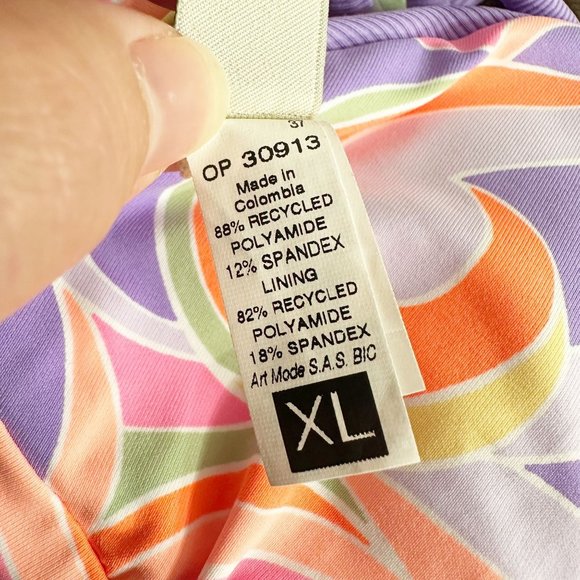 37
OP 30913
Made in
Colombia
88% RECYCLED
POLYAMIDE
12% SPANDEX
LINING
82% RECYCLED
POLYAMIDE
18% SPANDEX
Art Mode S.A.S. BIC
XL